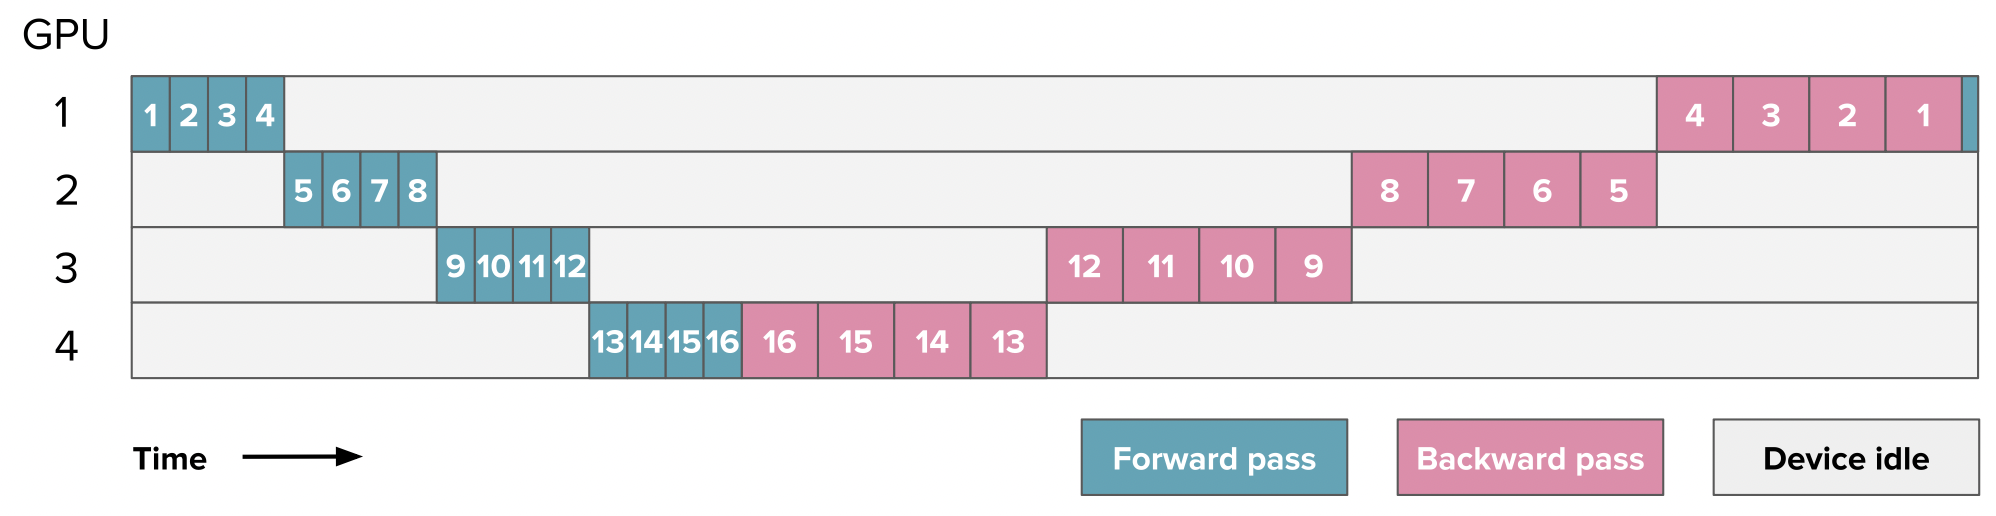 GPU
1 1 2 3 4 4 3 2 1
2 5 6 7 8 8 7 6 5
3 9 10 11 12 12 11 10 9
4 13 14 15 16 16 15 14 13
Time Forward pass Backward pass Device idle